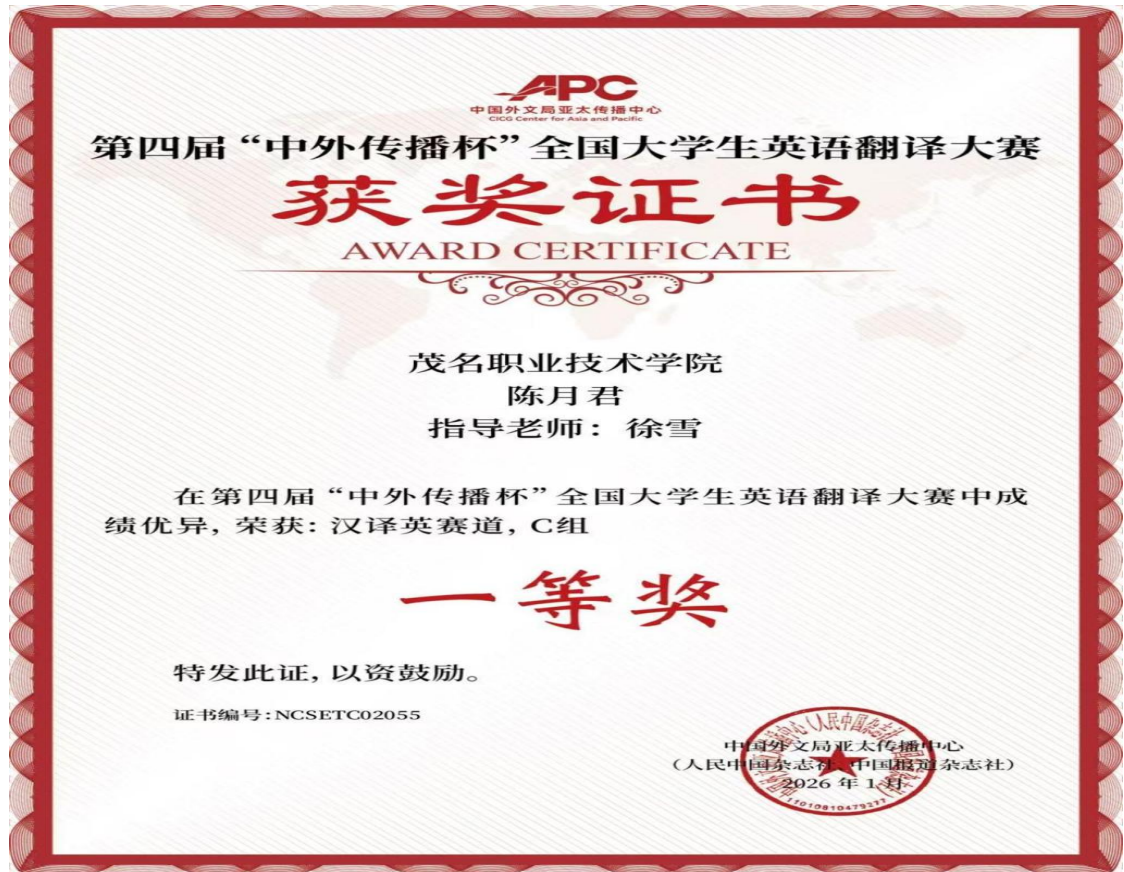 APC
中国外文局亚太传播中心
CICG Center for Asia and Pacific
第四届“中外传播杯”全国大学生英语翻译大赛
获奖证书
AWARD CERTIFICATE
茂名职业技术学院
陈月君
指导老师：徐雪
在第四届“中外传播杯”全国大学生英语翻译大赛中成
绩优异，荣获：汉译英赛道，C组
一等奖
特发此证，以资鼓励。
证书编号：NCSETC02055
中国外文局亚太传播中心
（人民中国杂志社、中国报道杂志社）
2026 年 1 月
11010810479277